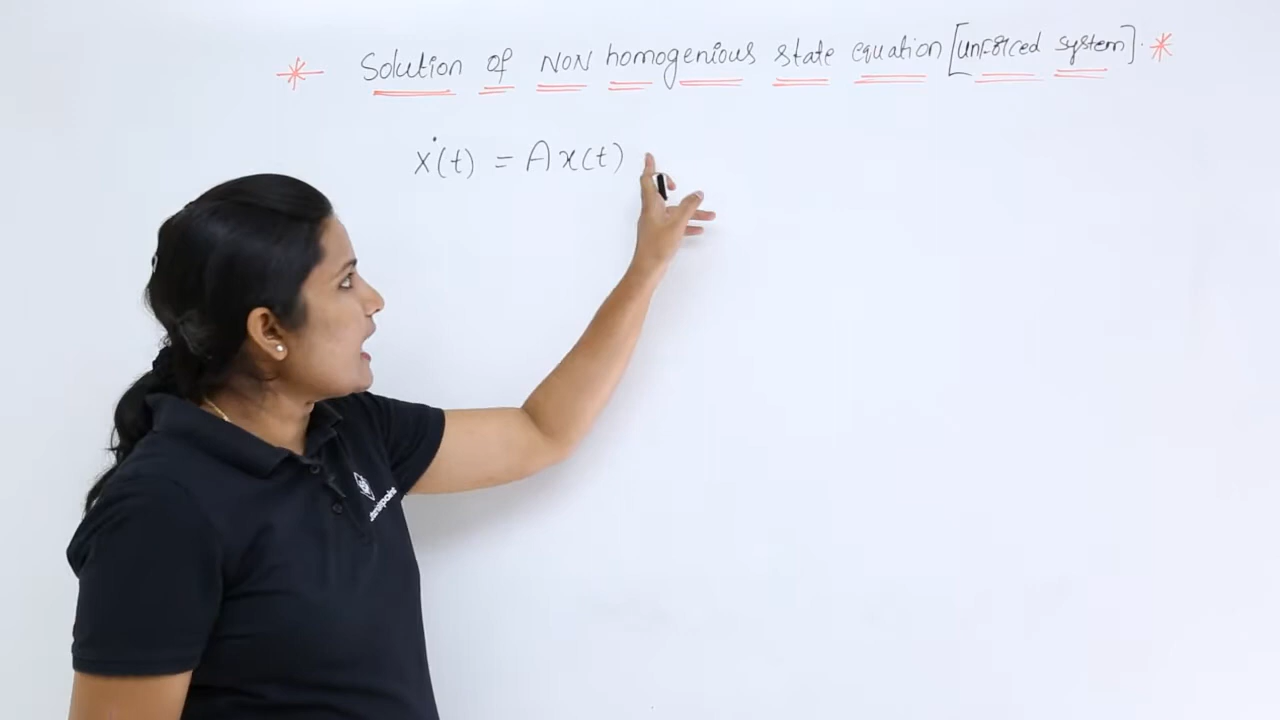 * Solution of NON homogenious state equation [unforced system]. *
ẋ(t) = A x(t)